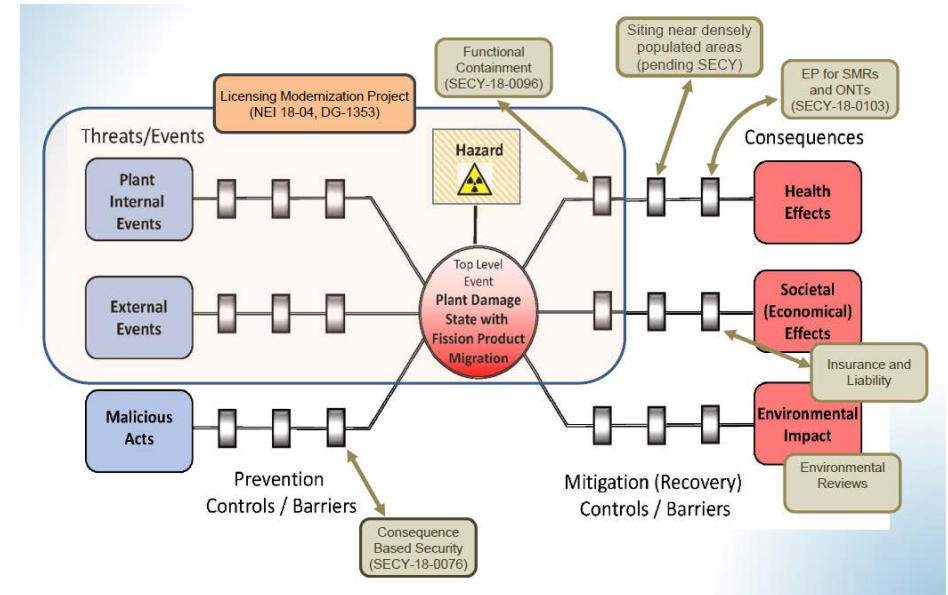 Functional
Containment
(SECY-18-0096)
Siting near densely
populated areas
(pending SECY)
EP for SMRs
and ONTs
(SECY-18-0103)
Licensing Modernization Project
(NEI 18-04, DG-1353)
Threats/Events
Hazard
Consequences
Plant
Internal
Events
Health
Effects
Top Level
Event
Plant Damage
State with
Fission Product
Migration
External
Events
Societal
(Economical)
Effects
Insurance and
Liability
Malicious
Acts
Environmental
Impact
Prevention
Controls / Barriers
Mitigation (Recovery)
Controls / Barriers
Environmental
Reviews
Consequence
Based Security
(SECY-18-0076)